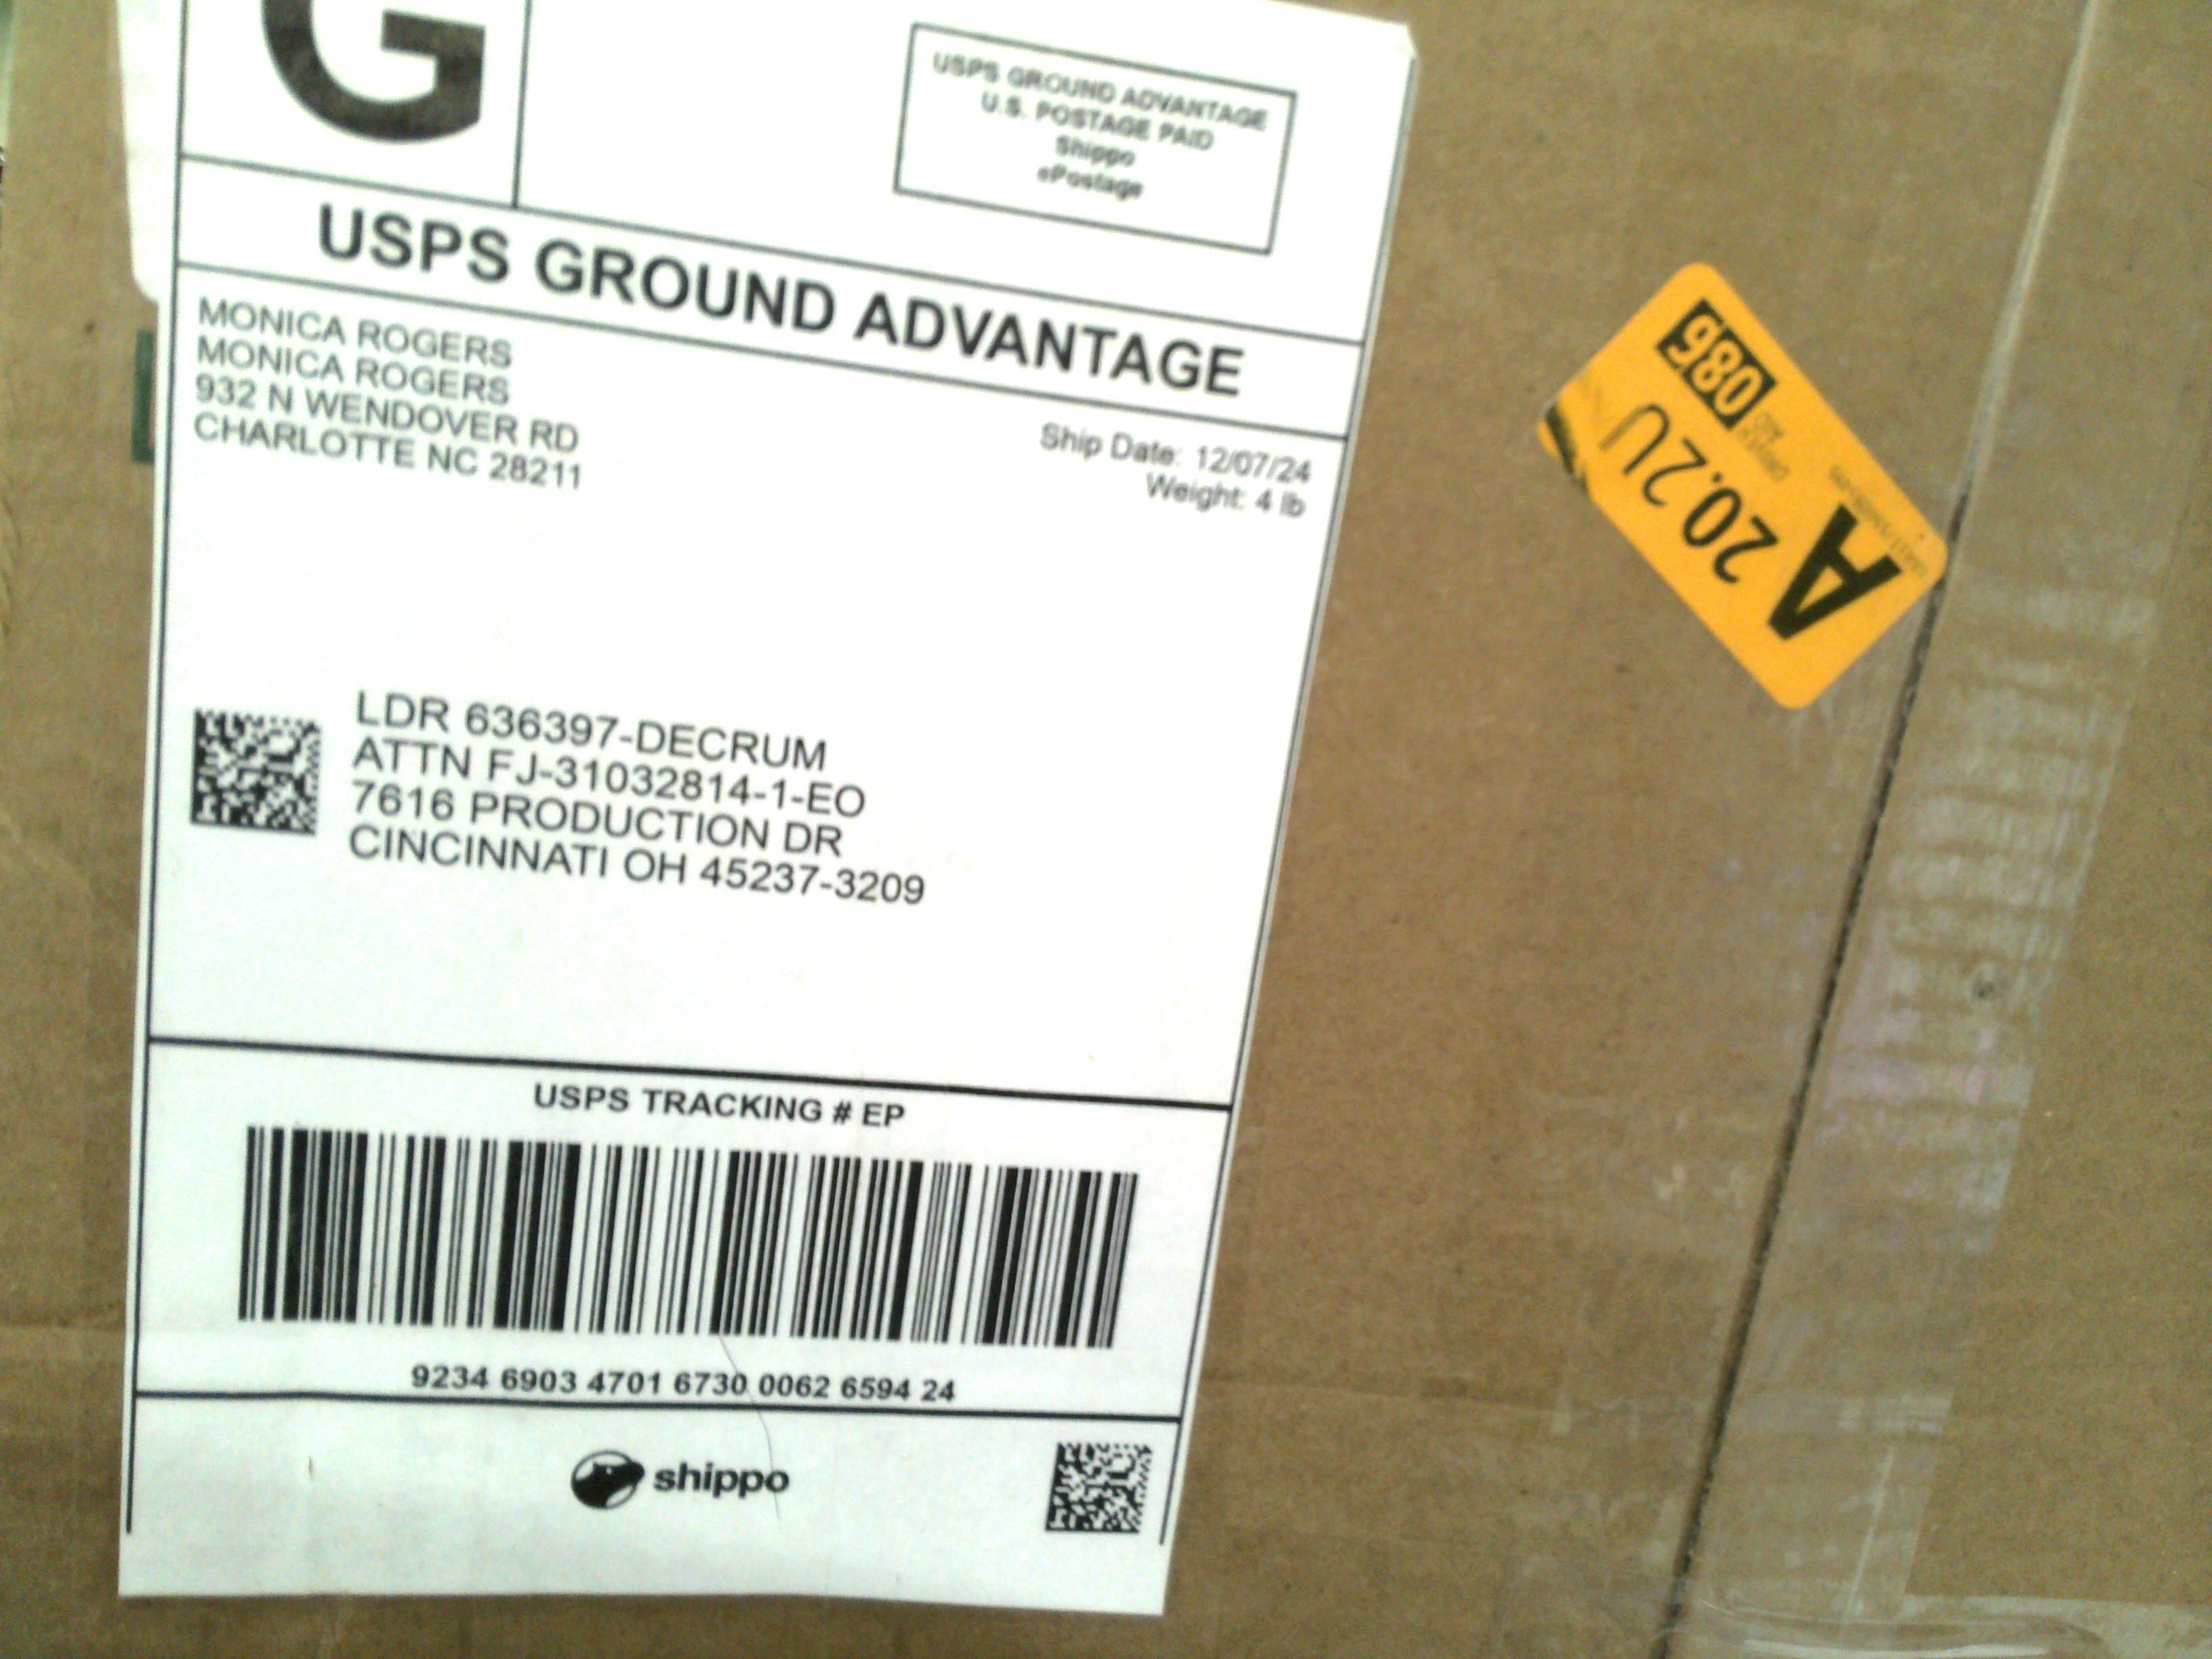 G
USPS GROUND ADVANTAGE
U.S. POSTAGE PAID
Shippo
ePostage
USPS GROUND ADVANTAGE
MONICA ROGERS
MONICA ROGERS
932 N WENDOVER RD
CHARLOTTE NC 28211
Ship Date: 12/07/24
Weight: 4 lb
LDR 636397-DECRUM
ATTN FJ-31032814-1-EO
7616 PRODUCTION DR
CINCINNATI OH 45237-3209
USPS TRACKING # EP
9234 6903 4701 6730 0062 6594 24
shippo
A
20.2U
086